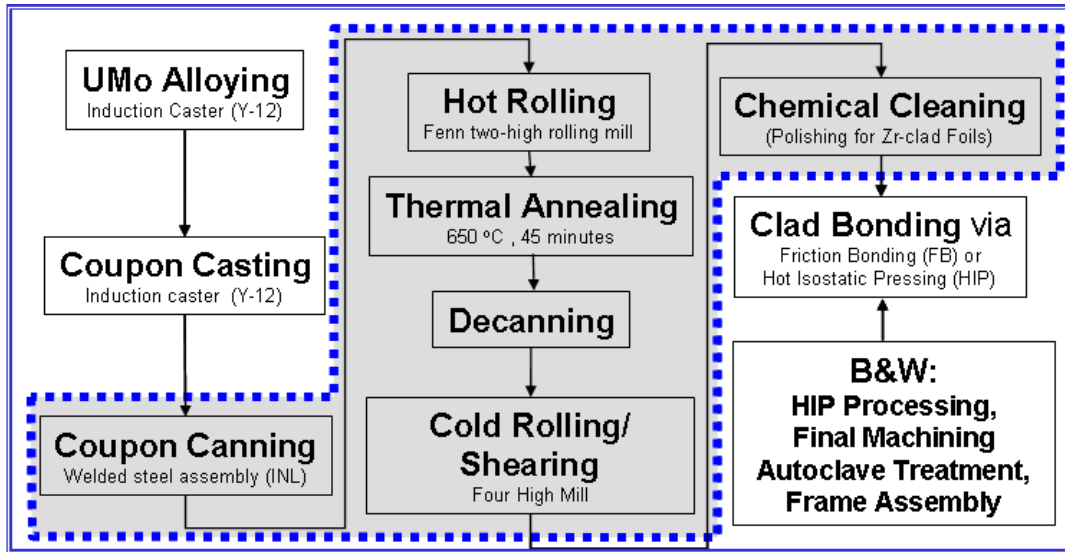 UMo Alloying
Induction Caster (Y-12)
Coupon Casting
Induction caster (Y-12)
Coupon Canning
Welded steel assembly (INL)
Hot Rolling
Fenn two-high rolling mill
Thermal Annealing
650 ºC , 45 minutes
Decanning
Cold Rolling/
Shearing
Four High Mill
Chemical Cleaning
(Polishing for Zr-clad Foils)
Clad Bonding via
Friction Bonding (FB) or
Hot Isostatic Pressing (HIP)
B&W:
HIP Processing,
Final Machining
Autoclave Treatment,
Frame Assembly